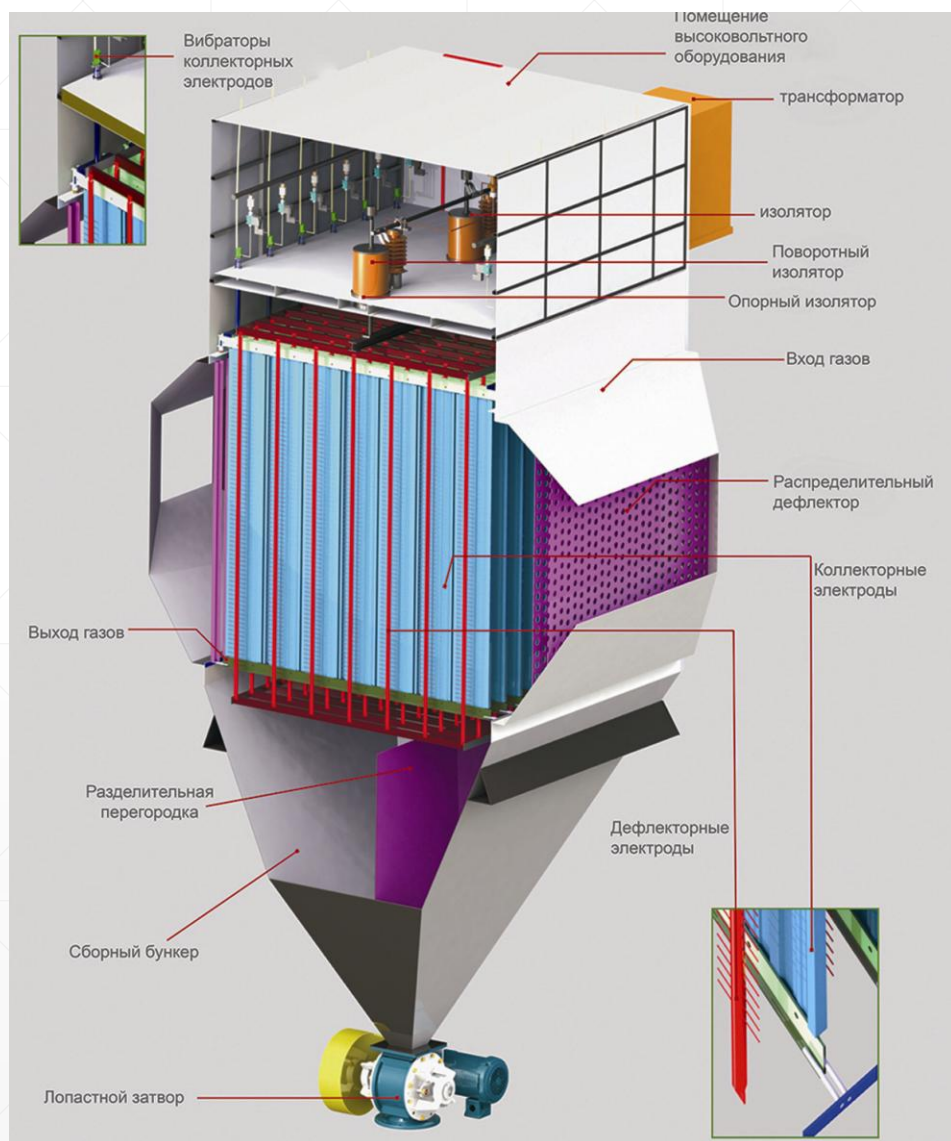 Помещение
высоковольтного
оборудования
Вибраторы
коллекторных
электродов
трансформатор
изолятор
Поворотный
изолятор
Опорный изолятор
Вход газов
Распределительный
дефлектор
Коллекторные
электроды
Выход газов
Разделительная
перегородка
Дефлекторные
электроды
Сборный бункер
Лопастной затвор